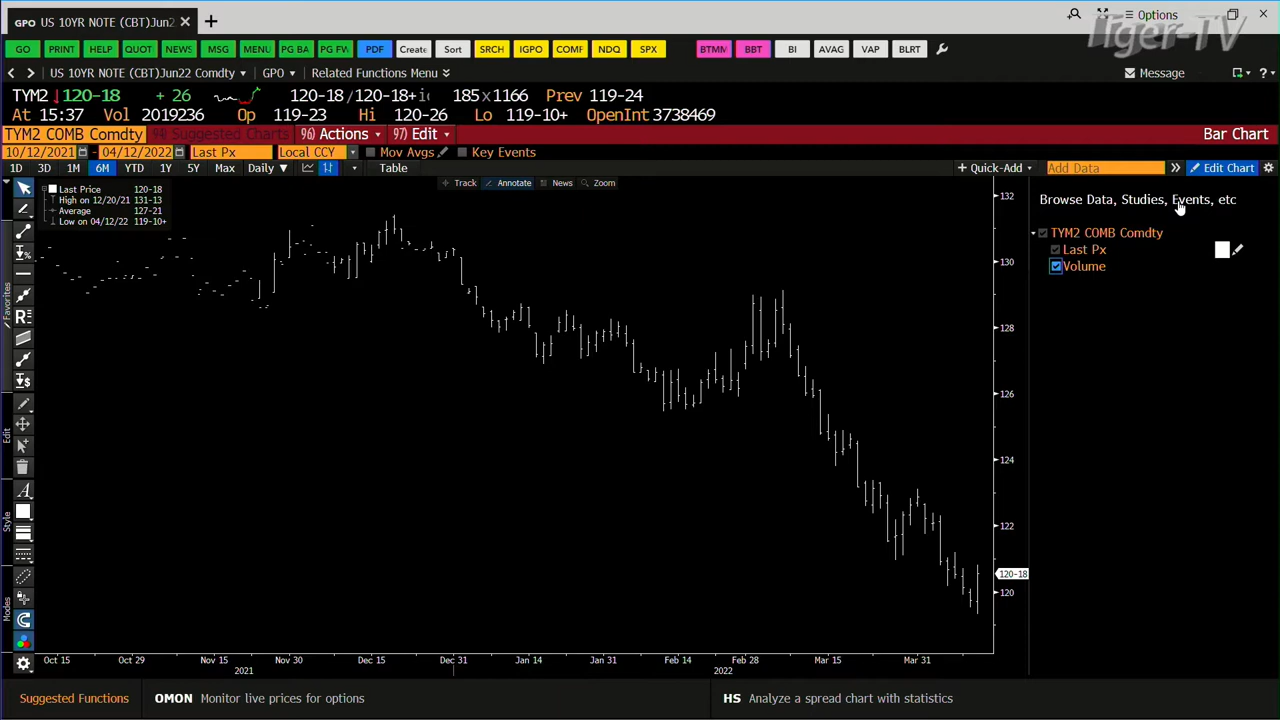 GPO US 10YR NOTE (CBT)Jun2
Options
Tiger-TV
GO PRINT HELP QUOT NEWS MSG MENU PG BA PG FW PDF Create Sort SRCH IGPO COMF NDQ SPX BTMM BBT BI AVAG VAP BLRT
US 10YR NOTE (CBT)Jun22 Comdty GPO Related Functions Menu Message
TYM2 120-18 + 26 120-18 /120-18+ 185 x 1166 Prev 119-24
At 15:37 Vol 2019236 Op 119-23 Hi 120-26 Lo 119-10+ OpenInt 3738469
TYM2 COMB Comdty 94) Suggested Charts 96) Actions 97) Edit Bar Chart
10/12/2021 - 04/12/2022 Last Px Local CCY Mov Avgs Key Events
1D 3D 1M 6M YTD 1Y 5Y Max Daily Table + Quick-Add Add Data Edit Chart
Track Annotate News Zoom
Last Price 120-18
High on 12/20/21 131-13
Average 127-21
Low on 04/12/22 119-10+
Browse Data, Studies, Events, etc
TYM2 COMB Comdty
Last Px
Volume
Favorites
Edit
Style
Modes
132
130
128
126
124
122
120-18
120
Oct 15 Oct 29 Nov 15 Nov 30 Dec 15 Dec 31 Jan 14 Jan 31 Feb 14 Feb 28 Mar 15 Mar 31
2021 2022
Suggested Functions OMON Monitor live prices for options HS Analyze a spread chart with statistics